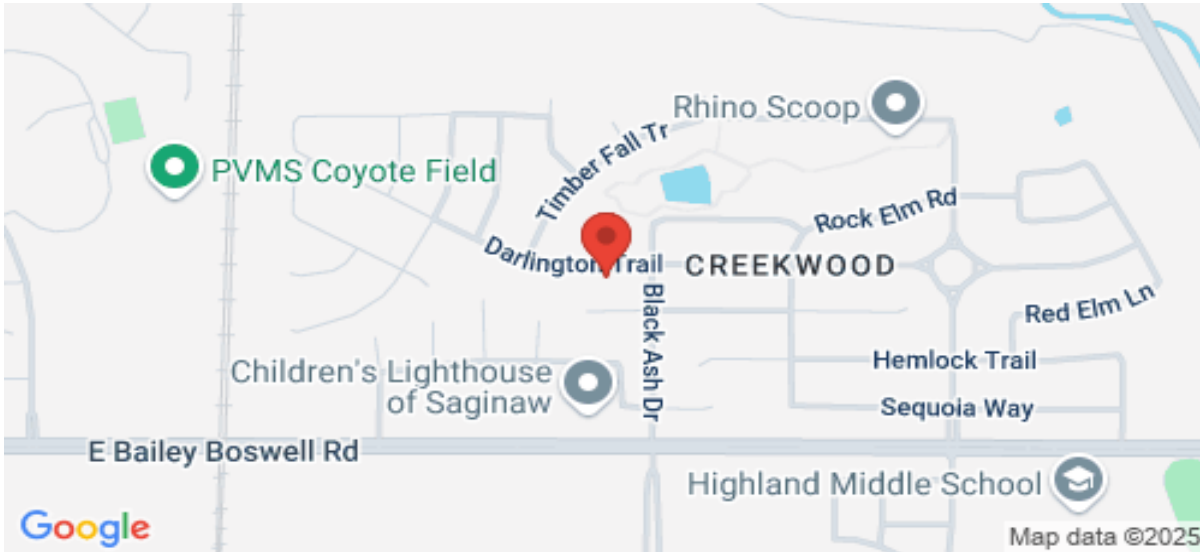 Rhino Scoop
PVMS Coyote Field
Timber Fall Tr
Rock Elm Rd
Darlington Trail
CREEKWOOD
Black Ash Dr
Red Elm Ln
Children's Lighthouse
of Saginaw
Hemlock Trail
Sequoia Way
E Bailey Boswell Rd
Highland Middle School
Google
Map data ©2025